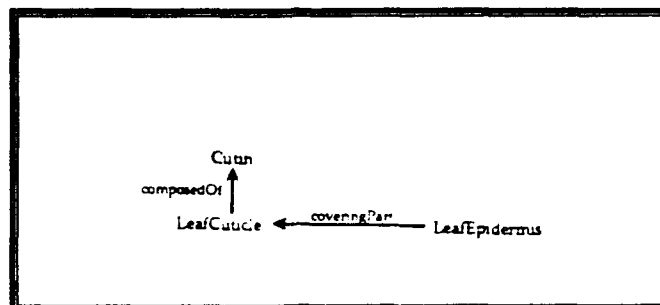 Cutin
composedOf
LeafCuticle
coveringPart
LeafEpidermis